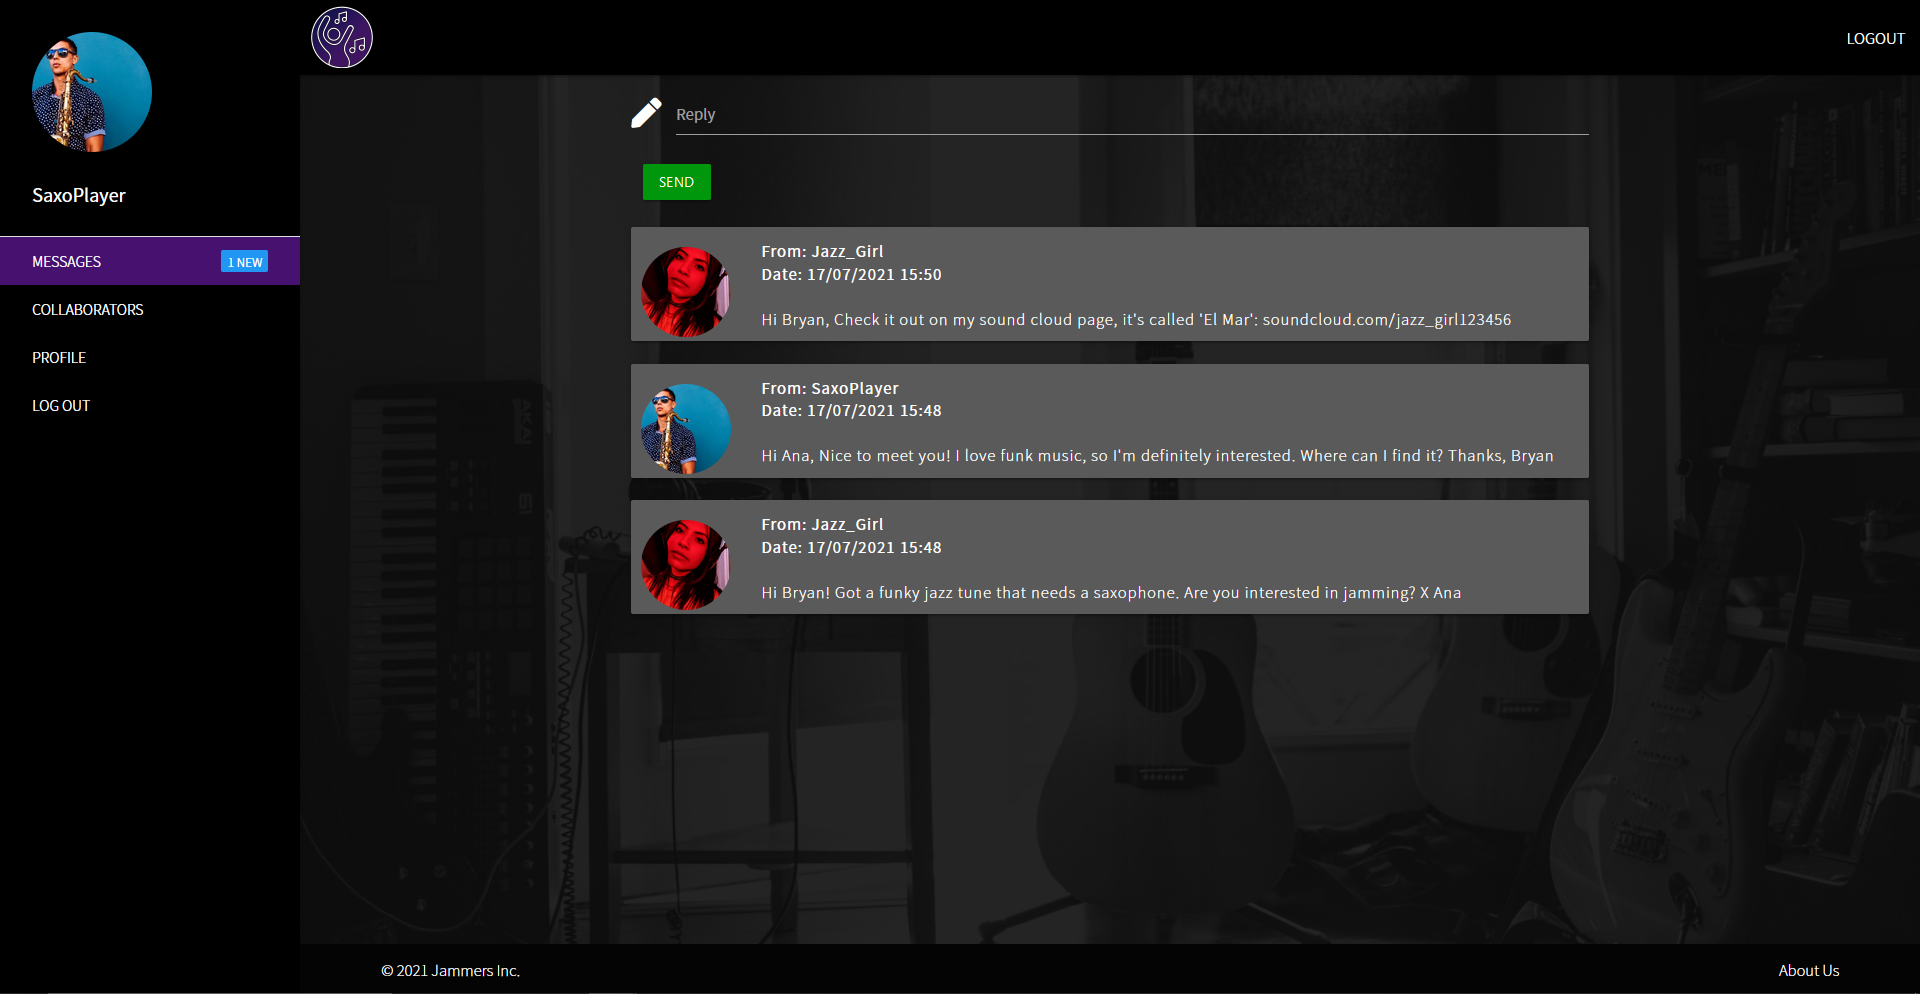 LOGOUT
SaxoPlayer
MESSAGES 1 NEW
COLLABORATORS
PROFILE
LOG OUT
Reply
SEND
From: Jazz_Girl
Date: 17/07/2021 15:50
Hi Bryan, Check it out on my sound cloud page, it's called 'El Mar': soundcloud.com/jazz_girl123456
From: SaxoPlayer
Date: 17/07/2021 15:48
Hi Ana, Nice to meet you! I love funk music, so I'm definitely interested. Where can I find it? Thanks, Bryan
From: Jazz_Girl
Date: 17/07/2021 15:48
Hi Bryan! Got a funky jazz tune that needs a saxophone. Are you interested in jamming? X Ana
AKAI
61
© 2021 Jammers Inc.
About Us